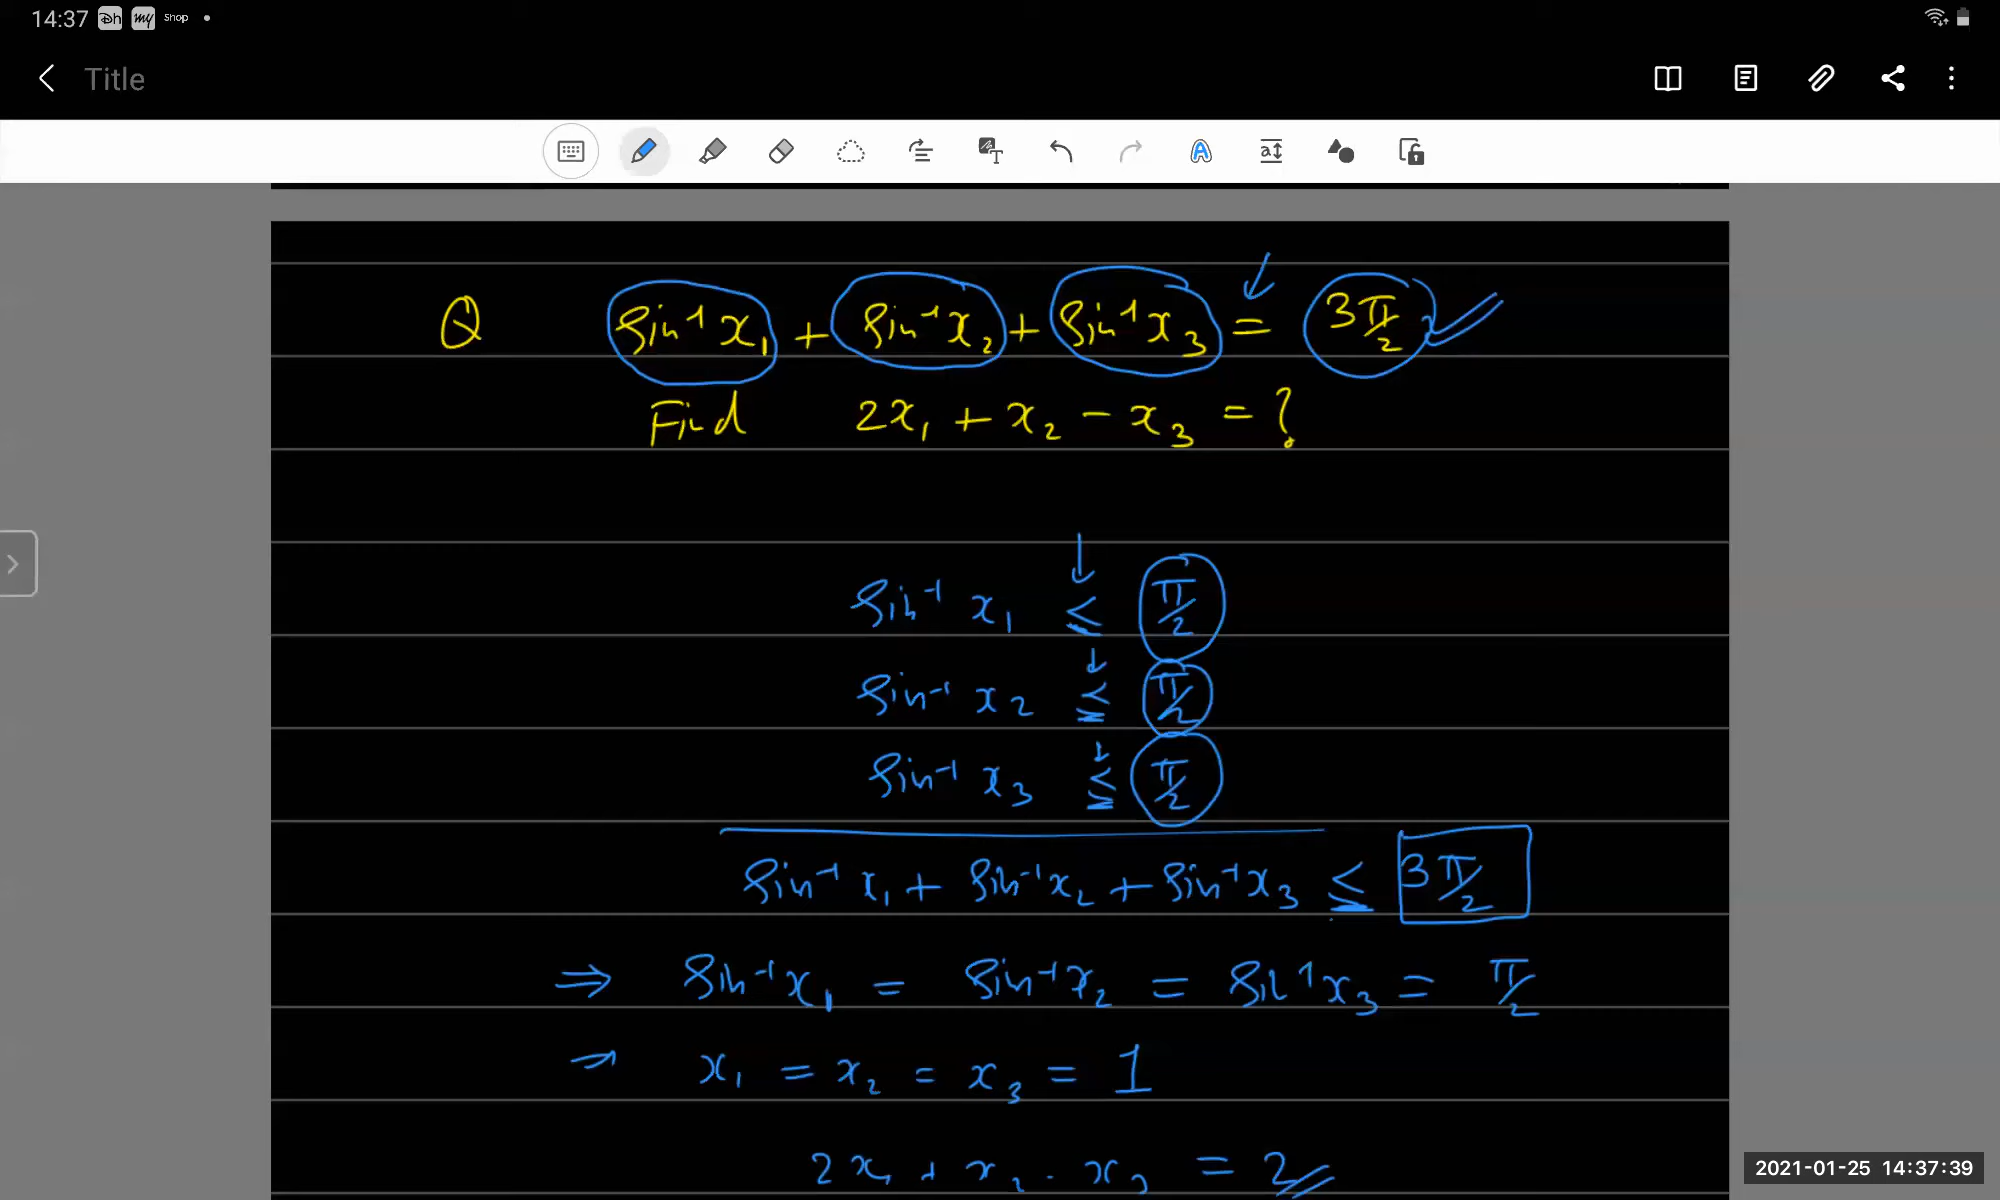 14:37 Dh my Shop •
Title
Q sin⁻¹x₁ + sin⁻¹x₂ + sin⁻¹x₃ = 3π/2
Find 2x₁ + x₂ − x₃ = ?
sin⁻¹ x₁ ≤ π/2
sin⁻¹ x₂ ≤ π/2
sin⁻¹ x₃ ≤ π/2
sin⁻¹ x₁ + sin⁻¹x₂ + sin⁻¹x₃ ≤ 3π/2
⇒ sin⁻¹x₁ = sin⁻¹x₂ = sin⁻¹x₃ = π/2
→ x₁ = x₂ = x₃ = 1
2x₁ + x₂ - x₃ = 2
2021-01-25 14:37:39